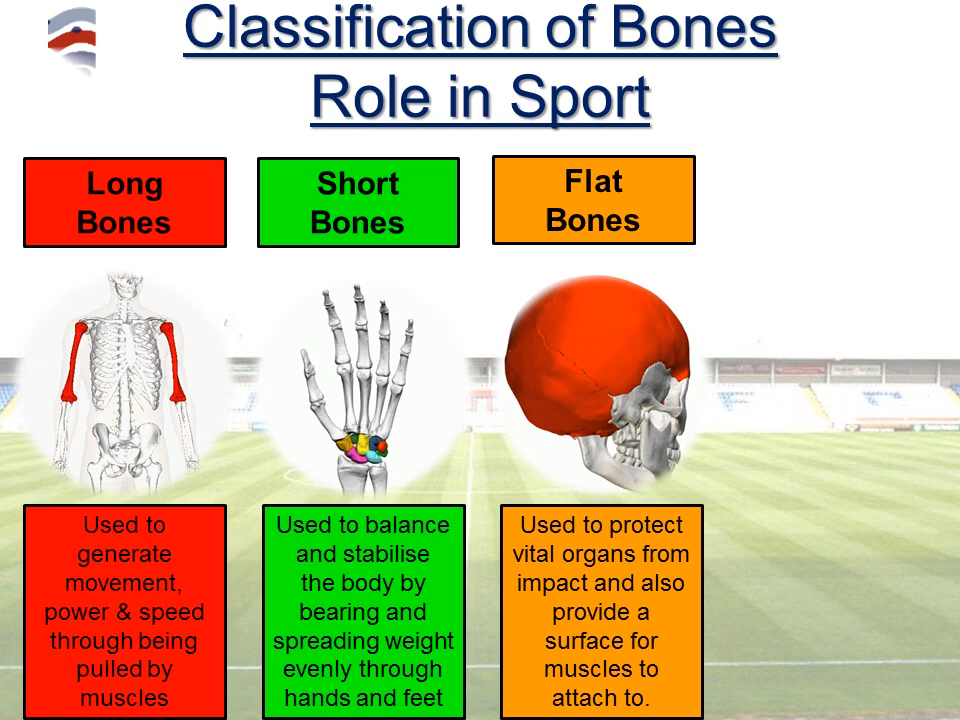 Classification of Bones
Role in Sport
Long
Bones
Short
Bones
Flat
Bones
Used to
generate
movement,
power & speed
through being
pulled by
muscles
Used to balance
and stabilise
the body by
bearing and
spreading weight
evenly through
hands and feet
Used to protect
vital organs from
impact and also
provide a
surface for
muscles to
attach to.